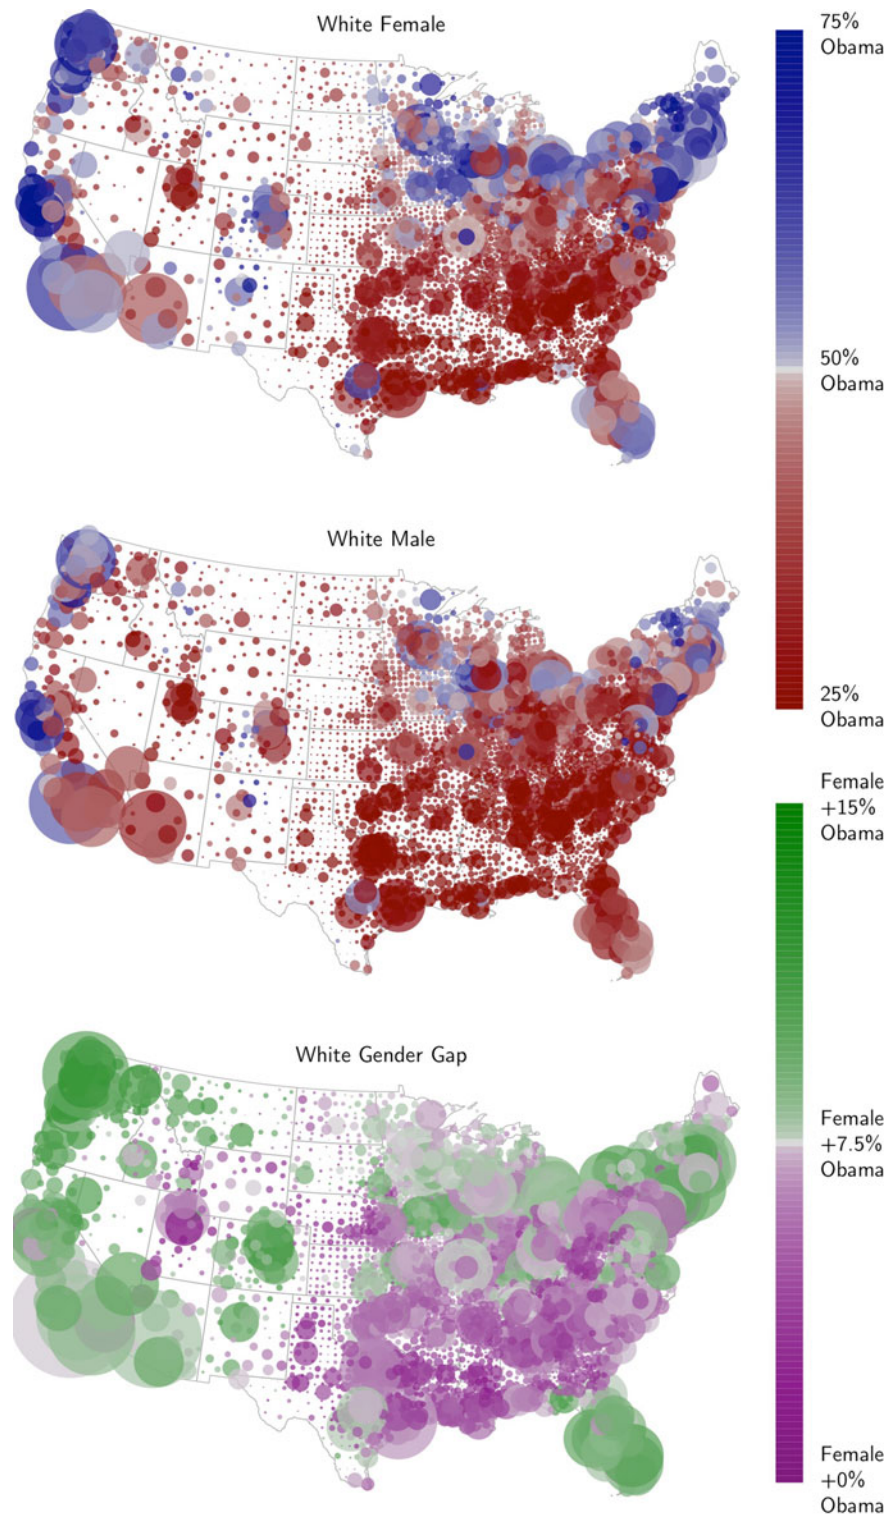 White Female
75%
Obama
50%
Obama
White Male
25%
Obama
Female
+15%
Obama
White Gender Gap
Female
+7.5%
Obama
Female
+0%
Obama